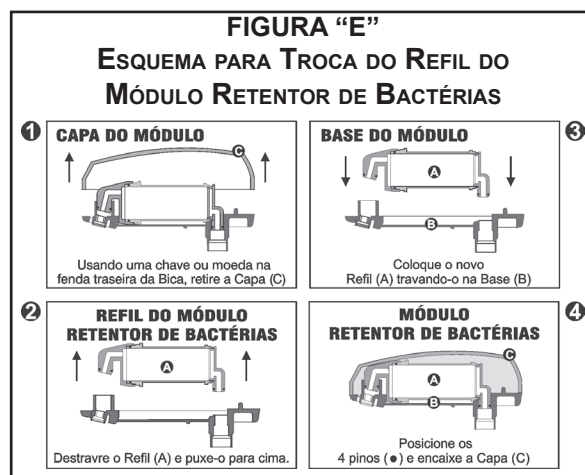 FIGURA “E”
ESQUEMA PARA TROCA DO REFIL DO
MÓDULO RETENTOR DE BACTÉRIAS
1 CAPA DO MÓDULO
C
Usando uma chave ou moeda na
fenda traseira da Bica, retire a Capa (C)
2 REFIL DO MÓDULO
RETENTOR DE BACTÉRIAS
A
Destravre o Refil (A) e puxe-o para cima.
BASE DO MÓDULO 3
A
B
Coloque o novo
Refil (A) travando-o na Base (B)
MÓDULO 4
RETENTOR DE BACTÉRIAS
C
A
B
Posicione os
4 pinos (●) e encaixe a Capa (C)